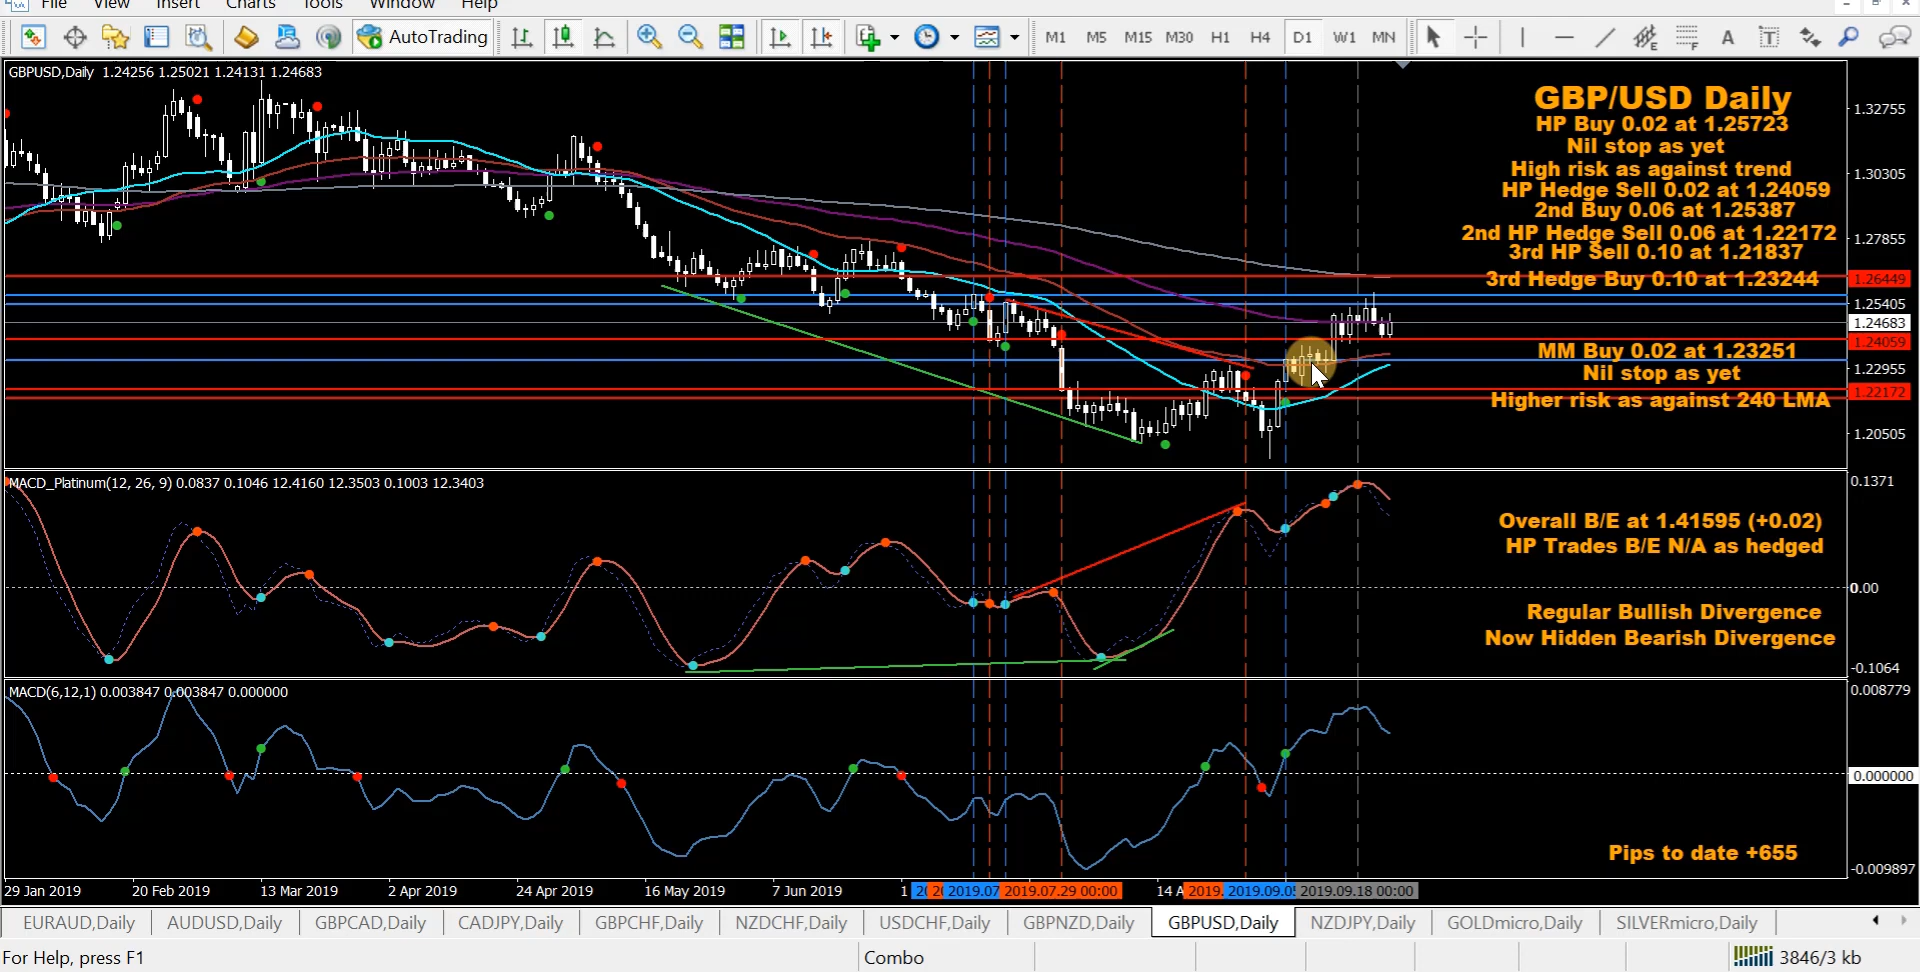 File View Insert Charts Tools Window Help
AutoTrading M1 M5 M15 M30 H1 H4 D1 W1 MN
GBPUSD,Daily 1.24256 1.25021 1.24131 1.24683
GBP/USD Daily
HP Buy 0.02 at 1.25723
Nil stop as yet
High risk as against trend
HP Hedge Sell 0.02 at 1.24059
2nd Buy 0.06 at 1.25387
2nd HP Hedge Sell 0.06 at 1.22172
3rd HP Sell 0.10 at 1.21837
3rd Hedge Buy 0.10 at 1.23244
MM Buy 0.02 at 1.23251
Nil stop as yet
Higher risk as against 240 LMA
1.32755
1.30305
1.27855
1.26449
1.25405
1.24683
1.24059
1.22955
1.22172
1.20505
MACD_Platinum(12, 26, 9) 0.0837 0.1046 12.4160 12.3503 0.1003 12.3403
0.1371
Overall B/E at 1.41595 (+0.02)
HP Trades B/E N/A as hedged
0.00
Regular Bullish Divergence
Now Hidden Bearish Divergence
-0.1064
MACD(6,12,1) 0.003847 0.003847 0.000000
0.008779
0.000000
Pips to date +655
-0.009897
29 Jan 2019 20 Feb 2019 13 Mar 2019 2 Apr 2019 24 Apr 2019 16 May 2019 7 Jun 2019 1 20 20 2019.07 2019.07.29 00:00 14 A 2019. 2019.09.05 2019.09.18 00:00
EURAUD,Daily AUDUSD,Daily GBPCAD,Daily CADJPY,Daily GBPCHF,Daily NZDCHF,Daily USDCHF,Daily GBPNZD,Daily GBPUSD,Daily NZDJPY,Daily GOLDmicro,Daily SILVERmicro,Daily
For Help, press F1 Combo 3846/3 kb